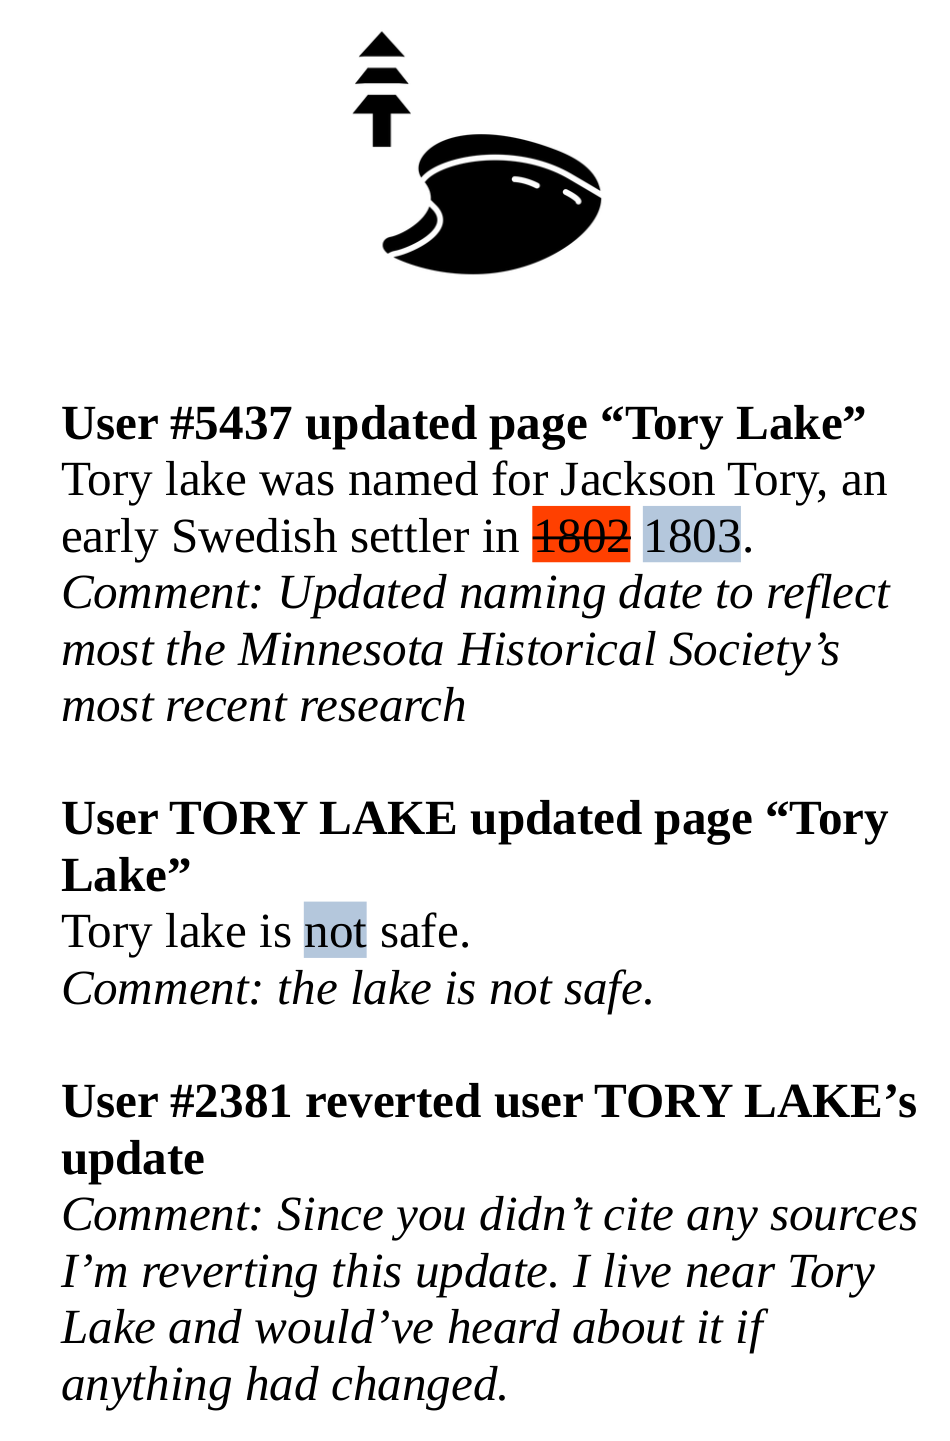 User #5437 updated page “Tory Lake”
Tory lake was named for Jackson Tory, an
early Swedish settler in 1802 1803.
Comment: Updated naming date to reflect
most the Minnesota Historical Society’s
most recent research
User TORY LAKE updated page “Tory
Lake”
Tory lake is not safe.
Comment: the lake is not safe.
User #2381 reverted user TORY LAKE’s
update
Comment: Since you didn’t cite any sources
I’m reverting this update. I live near Tory
Lake and would’ve heard about it if
anything had changed.